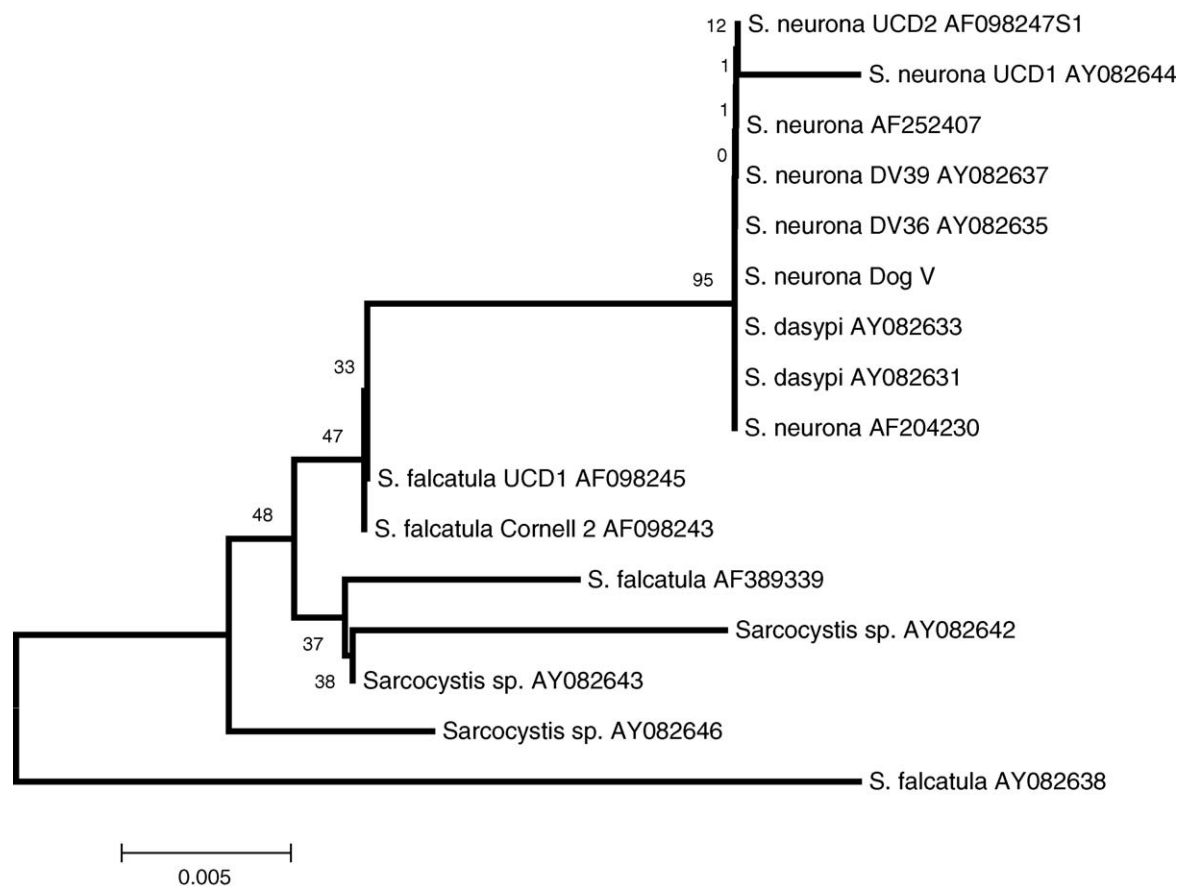 12
S. neurona UCD2 AF098247S1
1
S. neurona UCD1 AY082644
1
S. neurona AF252407
0
S. neurona DV39 AY082637
S. neurona DV36 AY082635
95
S. neurona Dog V
S. dasypi AY082633
33
S. dasypi AY082631
47
S. neurona AF204230
S. falcatula UCD1 AF098245
48
S. falcatula Cornell 2 AF098243
S. falcatula AF389339
37
Sarcocystis sp. AY082642
38
Sarcocystis sp. AY082643
Sarcocystis sp. AY082646
S. falcatula AY082638
0.005